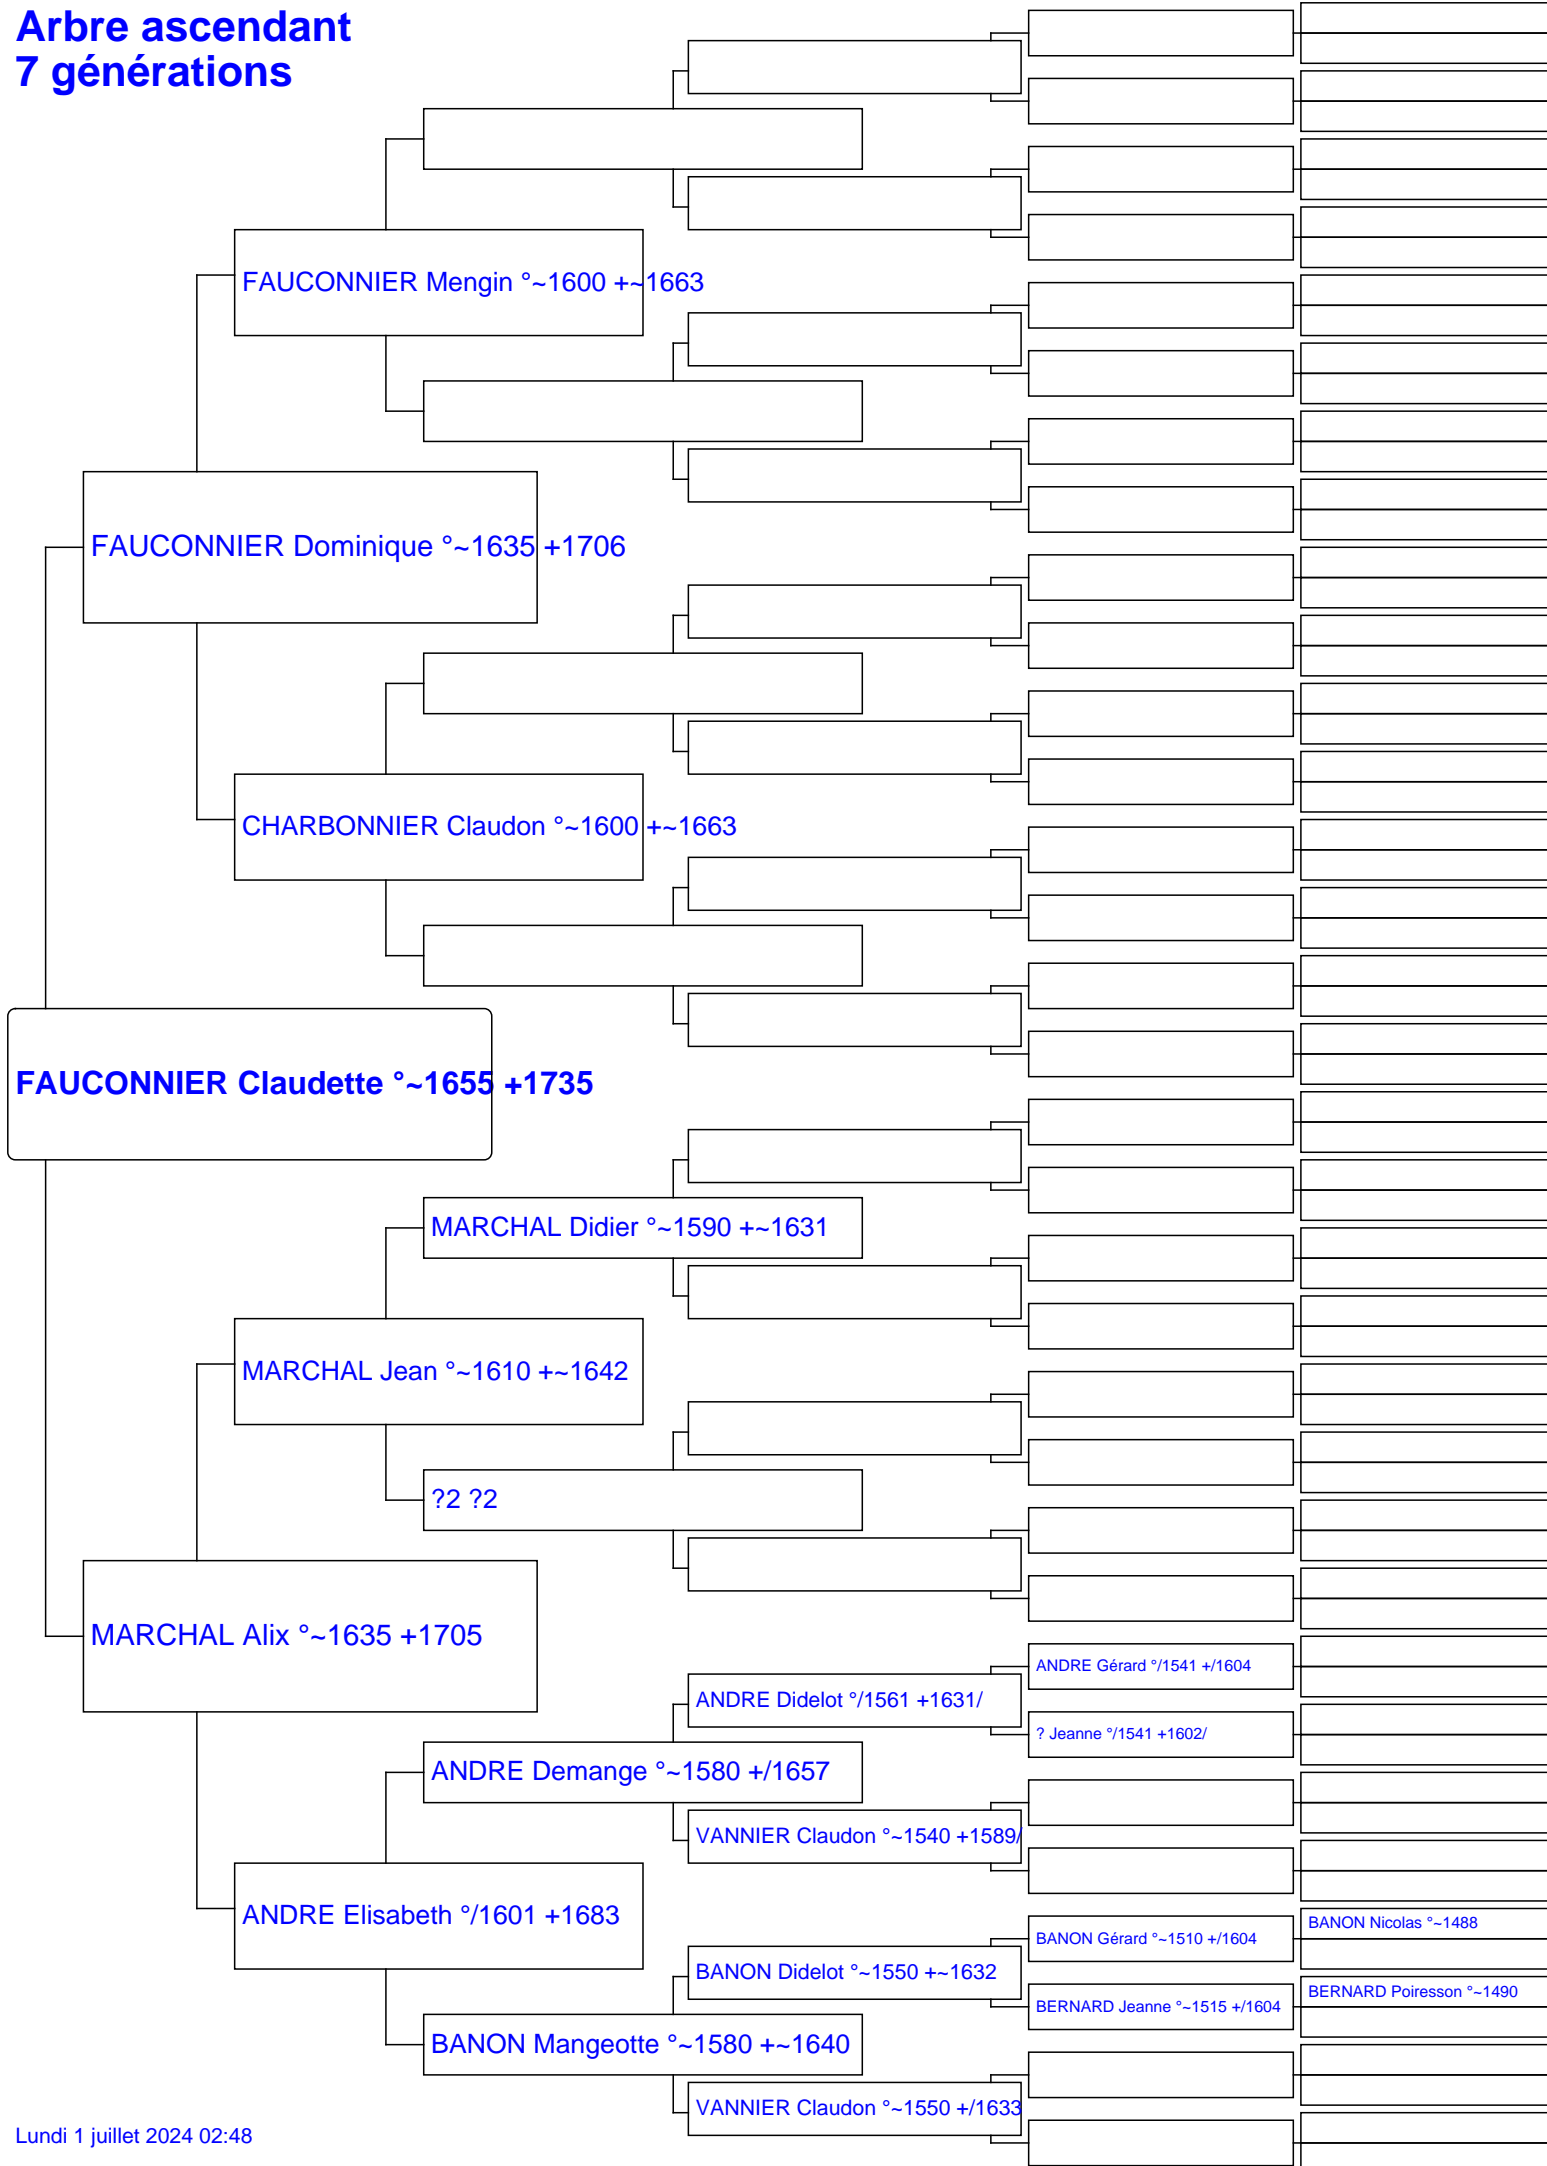 Arbre ascendant
7 générations
FAUCONNIER Mengin °~1600 +~1663
FAUCONNIER Dominique °~1635 +1706
CHARBONNIER Claudon °~1600 +~1663
FAUCONNIER Claudette °~1655 +1735
MARCHAL Didier °~1590 +~1631
MARCHAL Jean °~1610 +~1642
?2 ?2
MARCHAL Alix °~1635 +1705
ANDRE Gérard °/1541 +/1604
ANDRE Didelot °/1561 +1631/
? Jeanne °/1541 +1602/
ANDRE Demange °~1580 +/1657
VANNIER Claudon °~1540 +1589/
ANDRE Elisabeth °/1601 +1683
BANON Nicolas °~1488
BANON Gérard °~1510 +/1604
BANON Didelot °~1550 +~1632
BERNARD Poiresson °~1490
BERNARD Jeanne °~1515 +/1604
BANON Mangeotte °~1580 +~1640
VANNIER Claudon °~1550 +/1633
Lundi 1 juillet 2024 02:48